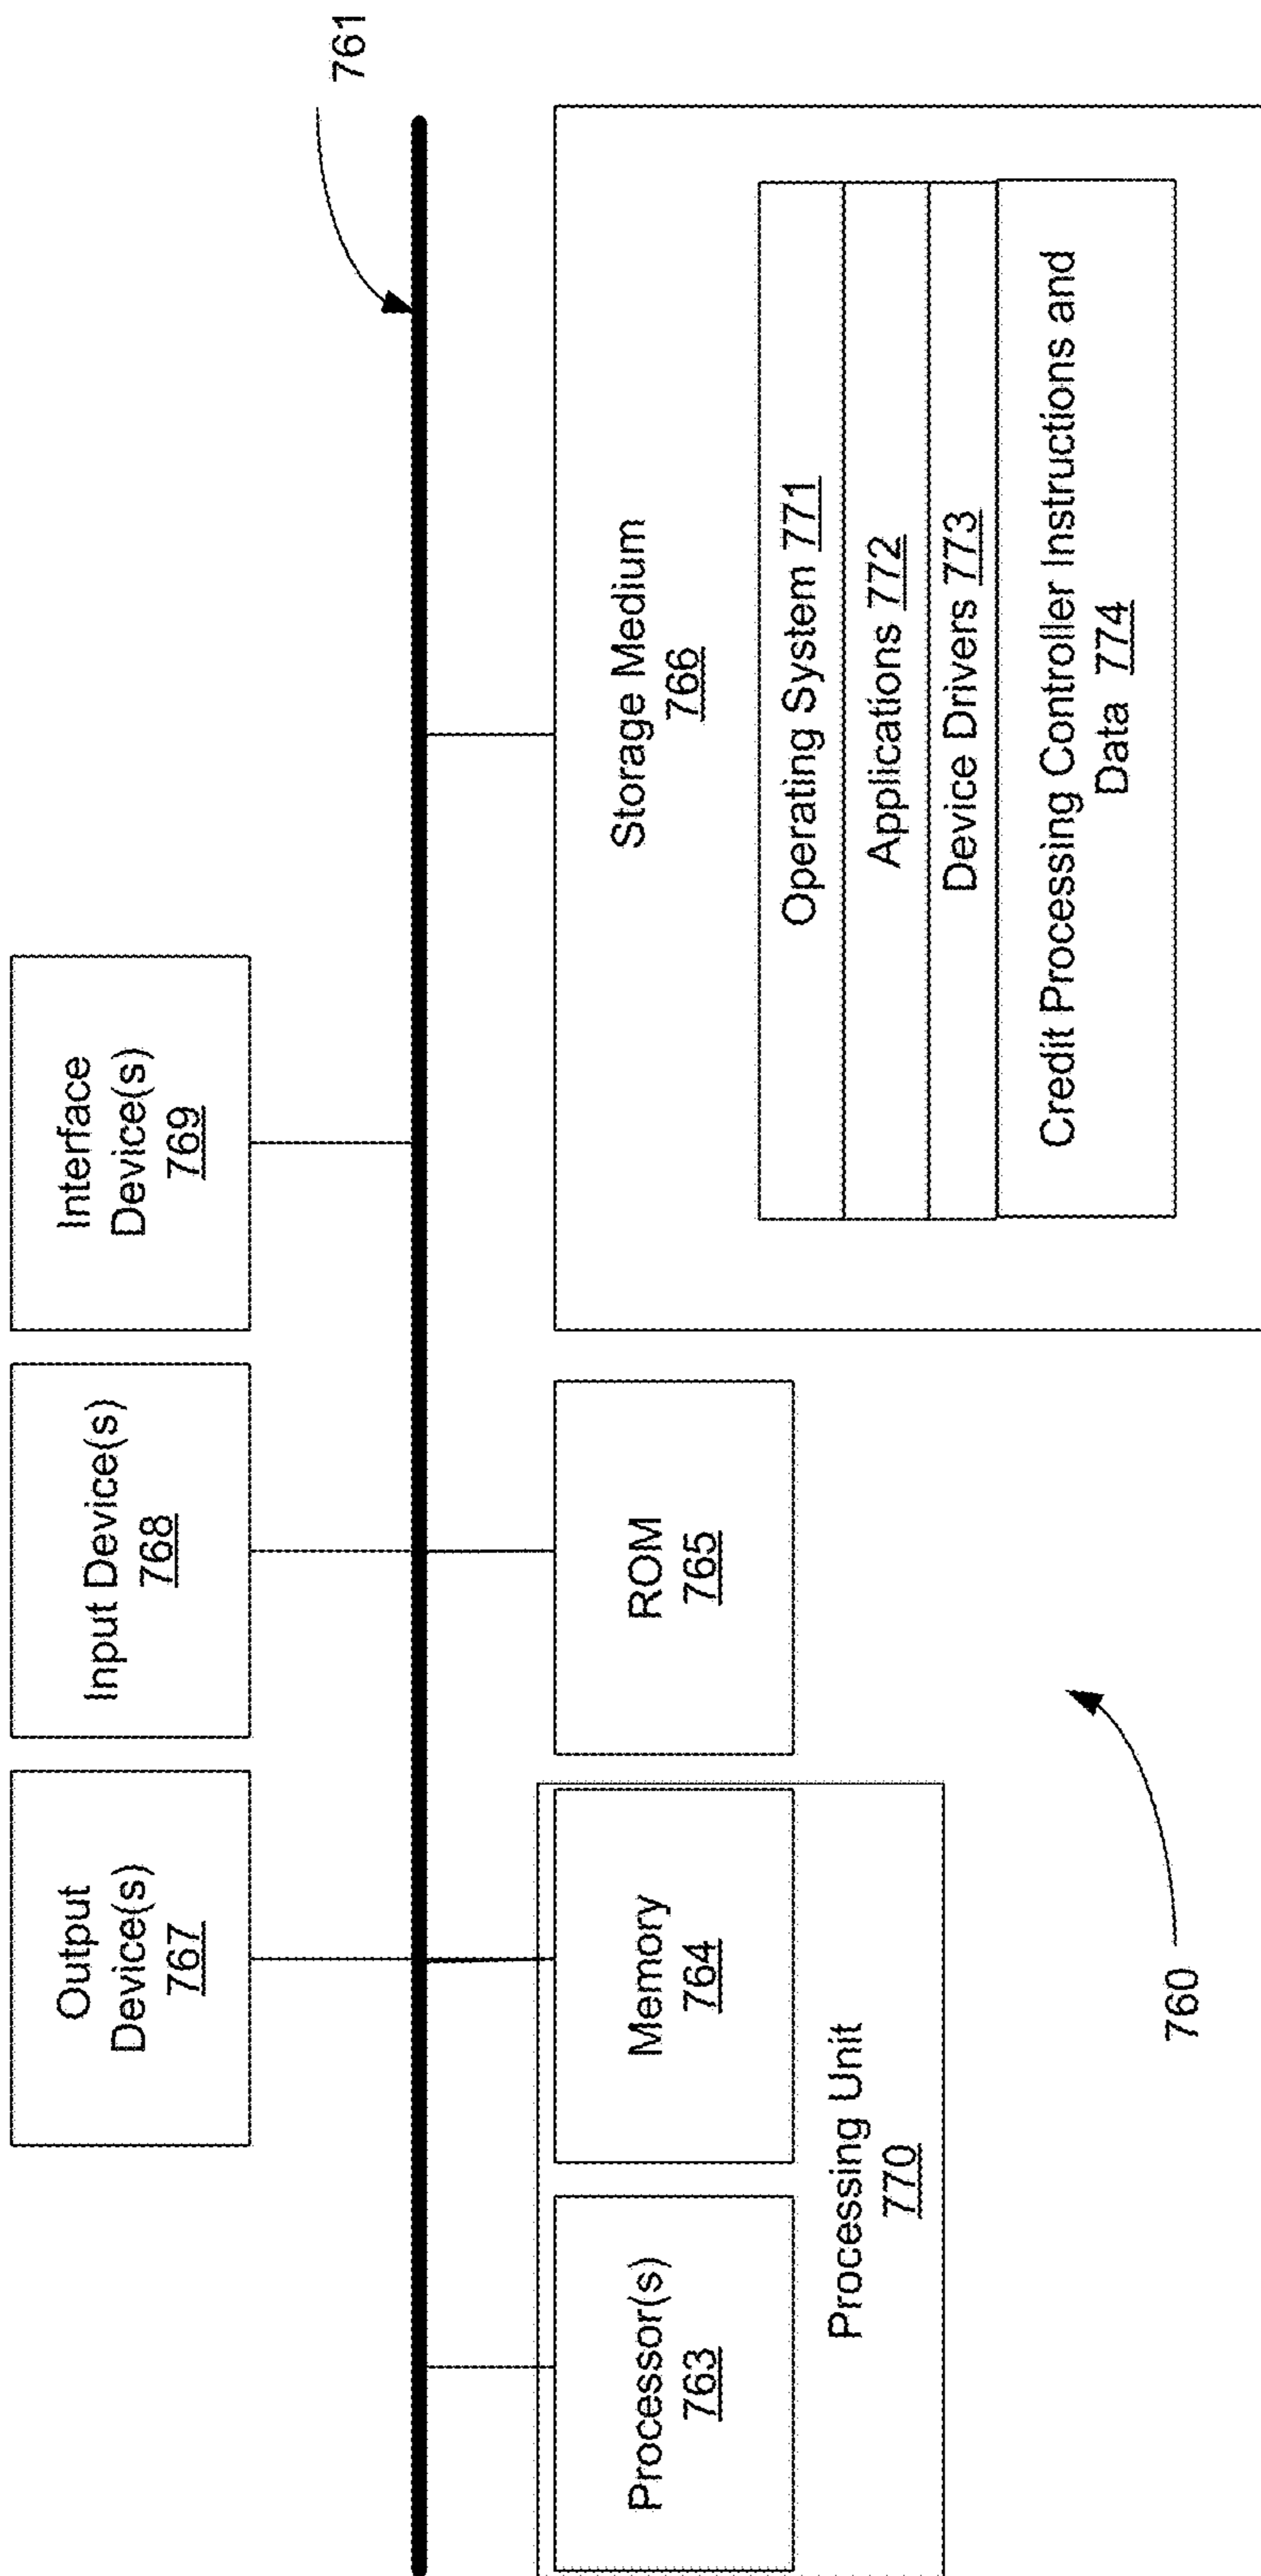 761
Output
Device(s)
767
Input Device(s)
768
Interface
Device(s)
769
Processor(s)
763
Memory
764
Processing Unit
770
ROM
765
Storage Medium
766
Operating System 771
Applications 772
Device Drivers 773
Credit Processing Controller Instructions and
Data 774
760